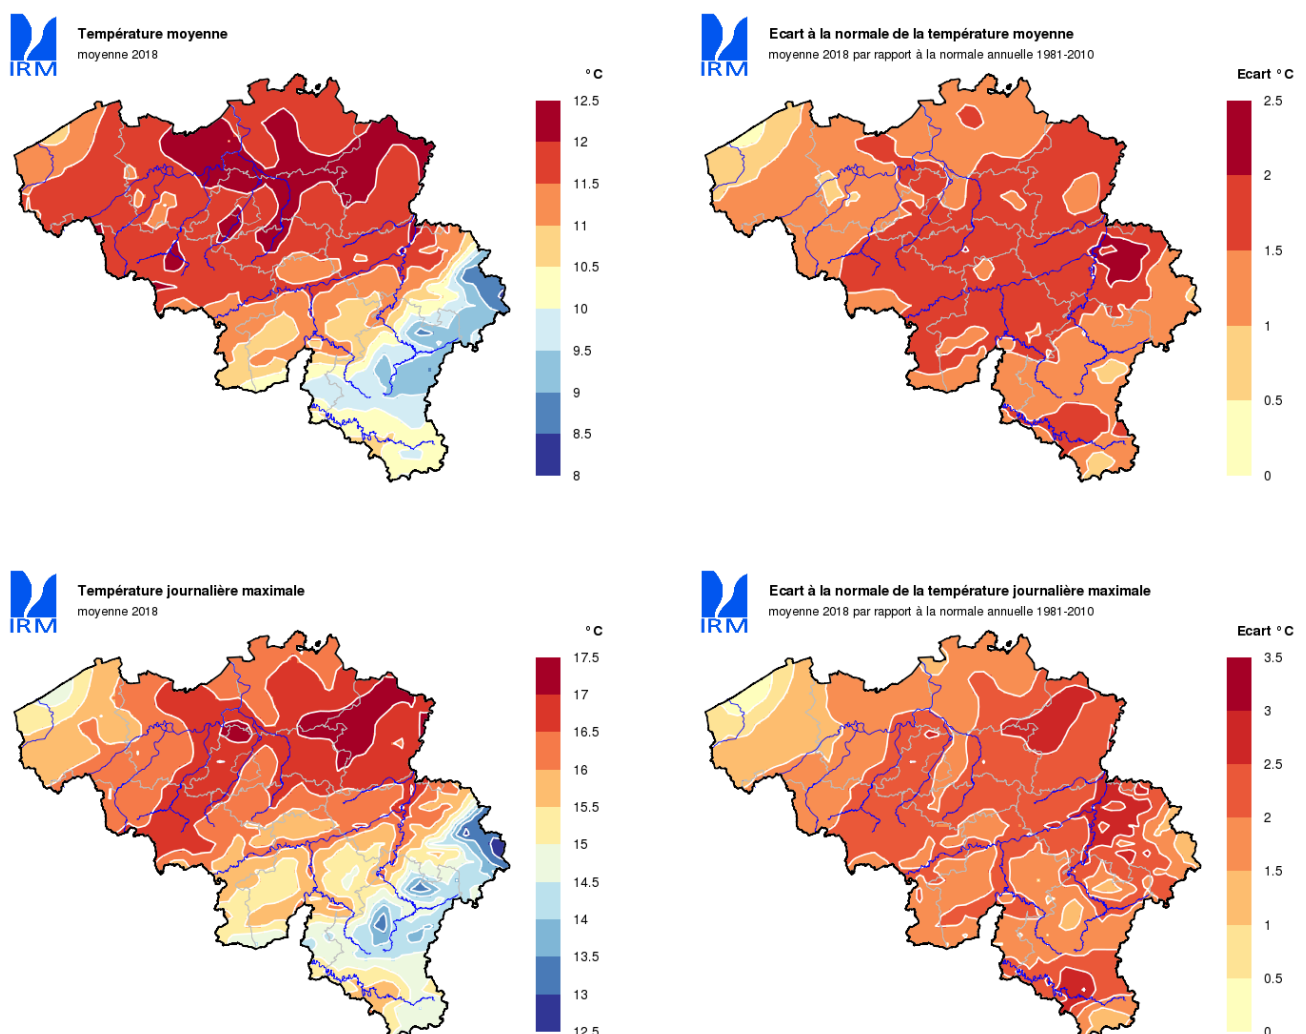 IRM
Température moyenne
moyenne 2018
° C
12.5
12
11.5
11
10.5
10
9.5
9
8.5
8
IRM
Ecart à la normale de la température moyenne
moyenne 2018 par rapport à la normale annuelle 1981-2010
Ecart ° C
2.5
2
1.5
1
0.5
0
IRM
Température journalière maximale
moyenne 2018
° C
17.5
17
16.5
16
15.5
15
14.5
14
13.5
13
12.5
IRM
Ecart à la normale de la température journalière maximale
moyenne 2018 par rapport à la normale annuelle 1981-2010
Ecart ° C
3.5
3
2.5
2
1.5
1
0.5
0